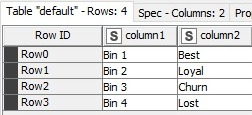 Table "default" - Rows: 4 Spec - Columns: 2 Pro
Row ID S column1 S column2
Row0 Bin 1 Best
Row1 Bin 2 Loyal
Row2 Bin 3 Churn
Row3 Bin 4 Lost